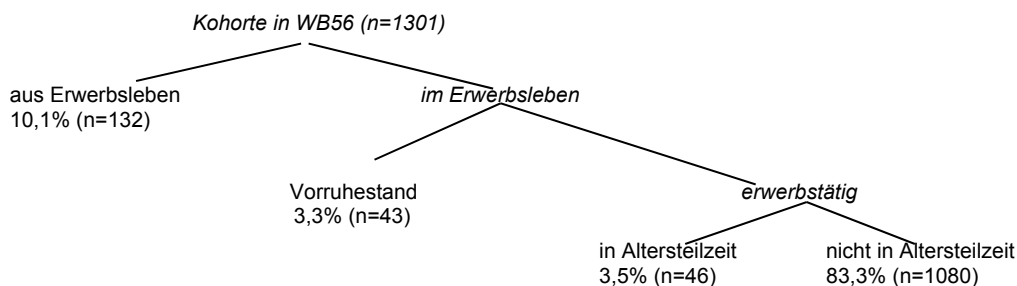 Kohorte in WB56 (n=1301)
aus Erwerbsleben
10,1% (n=132)
im Erwerbsleben
Vorruhestand
3,3% (n=43)
erwerbstätig
in Altersteilzeit
3,5% (n=46)
nicht in Altersteilzeit
83,3% (n=1080)